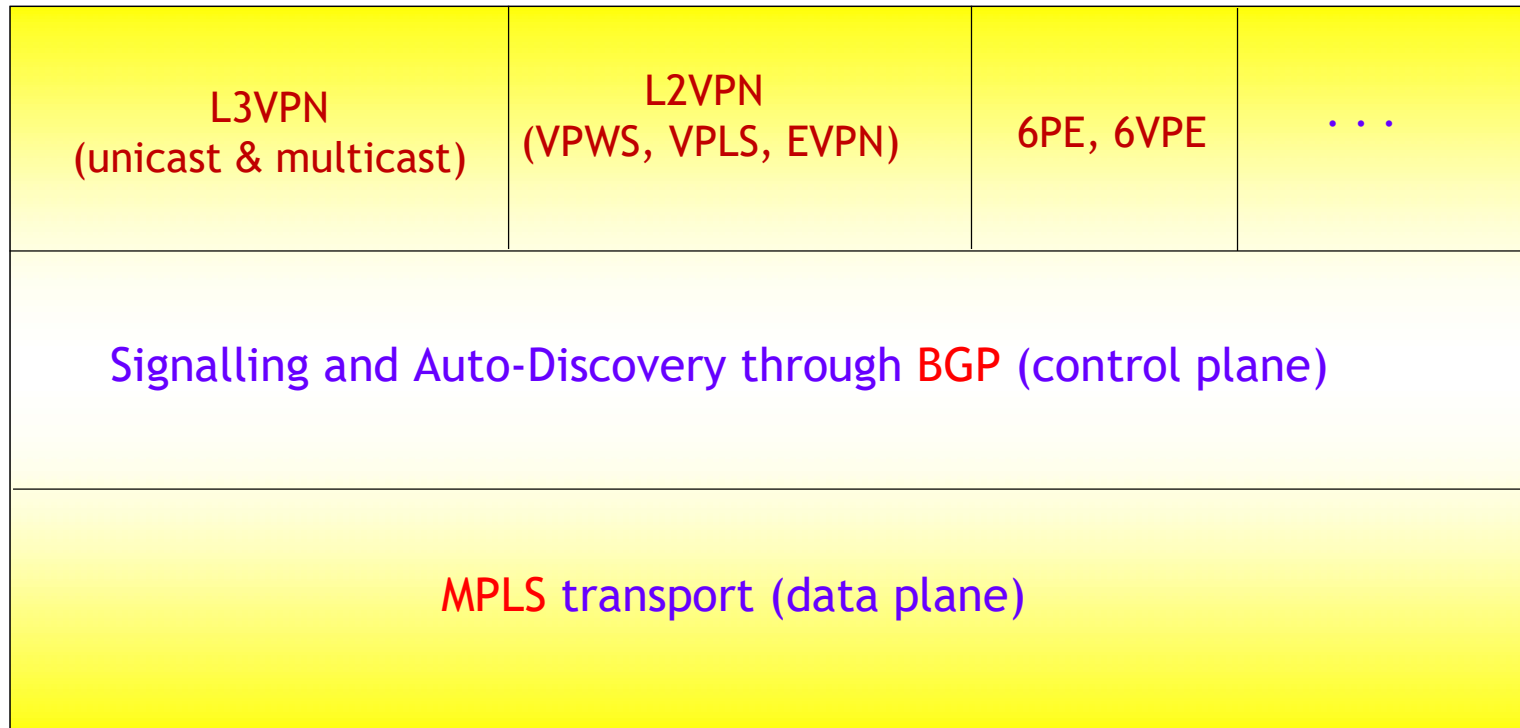 L3VPN
(unicast & multicast)
L2VPN
(VPWS, VPLS, EVPN)
6PE, 6VPE
. . .
Signalling and Auto-Discovery through BGP (control plane)
MPLS transport (data plane)